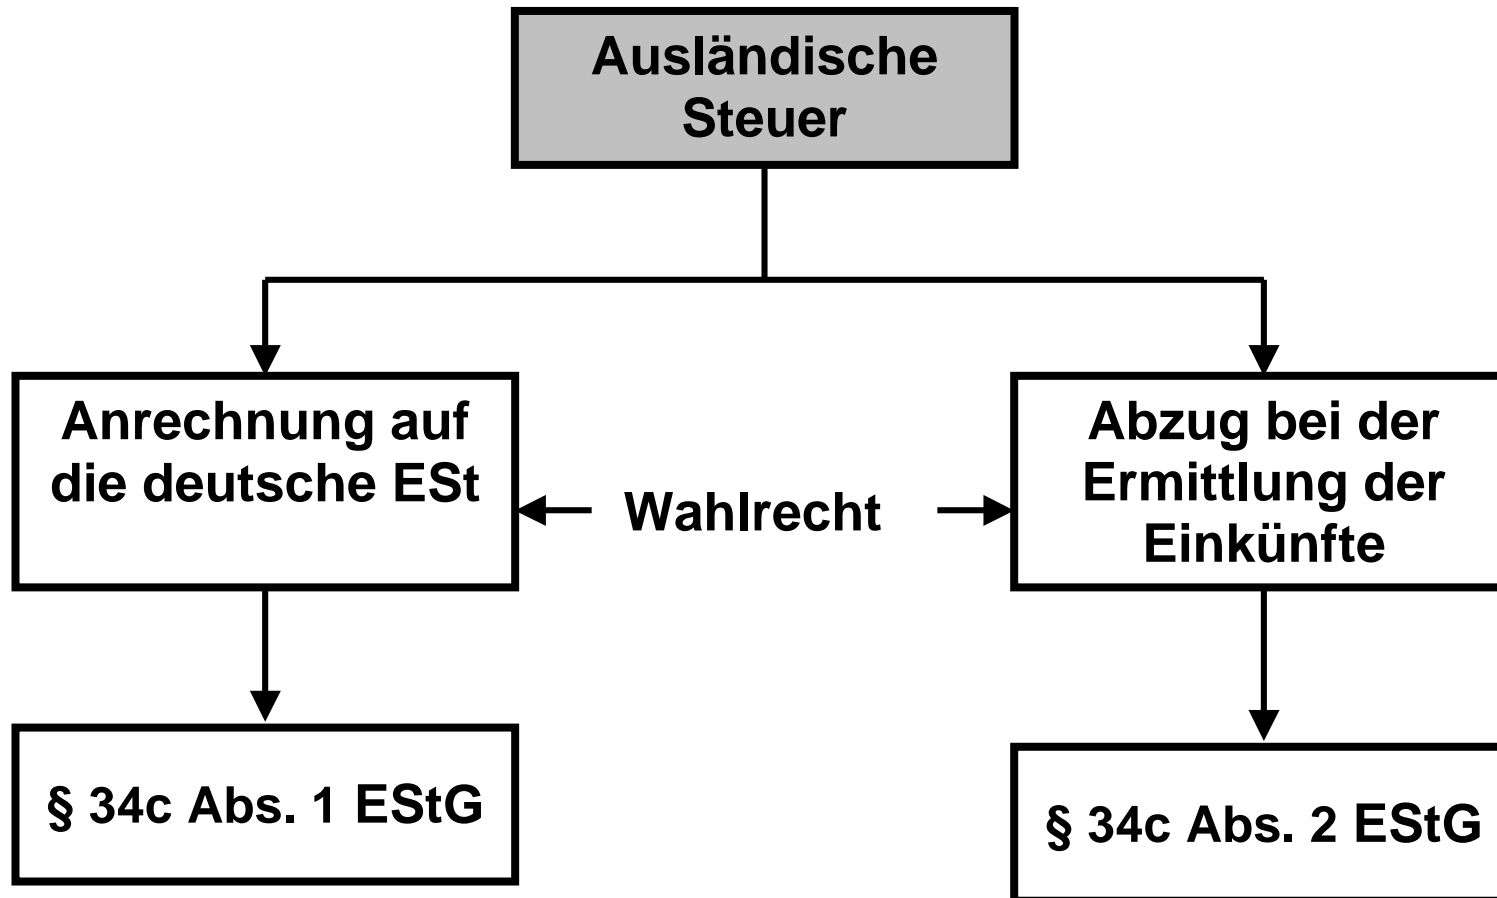 Ausländische
Steuer
Anrechnung auf
die deutsche ESt
Wahlrecht
Abzug bei der
Ermittlung der
Einkünfte
§ 34c Abs. 1 EStG
§ 34c Abs. 2 EStG